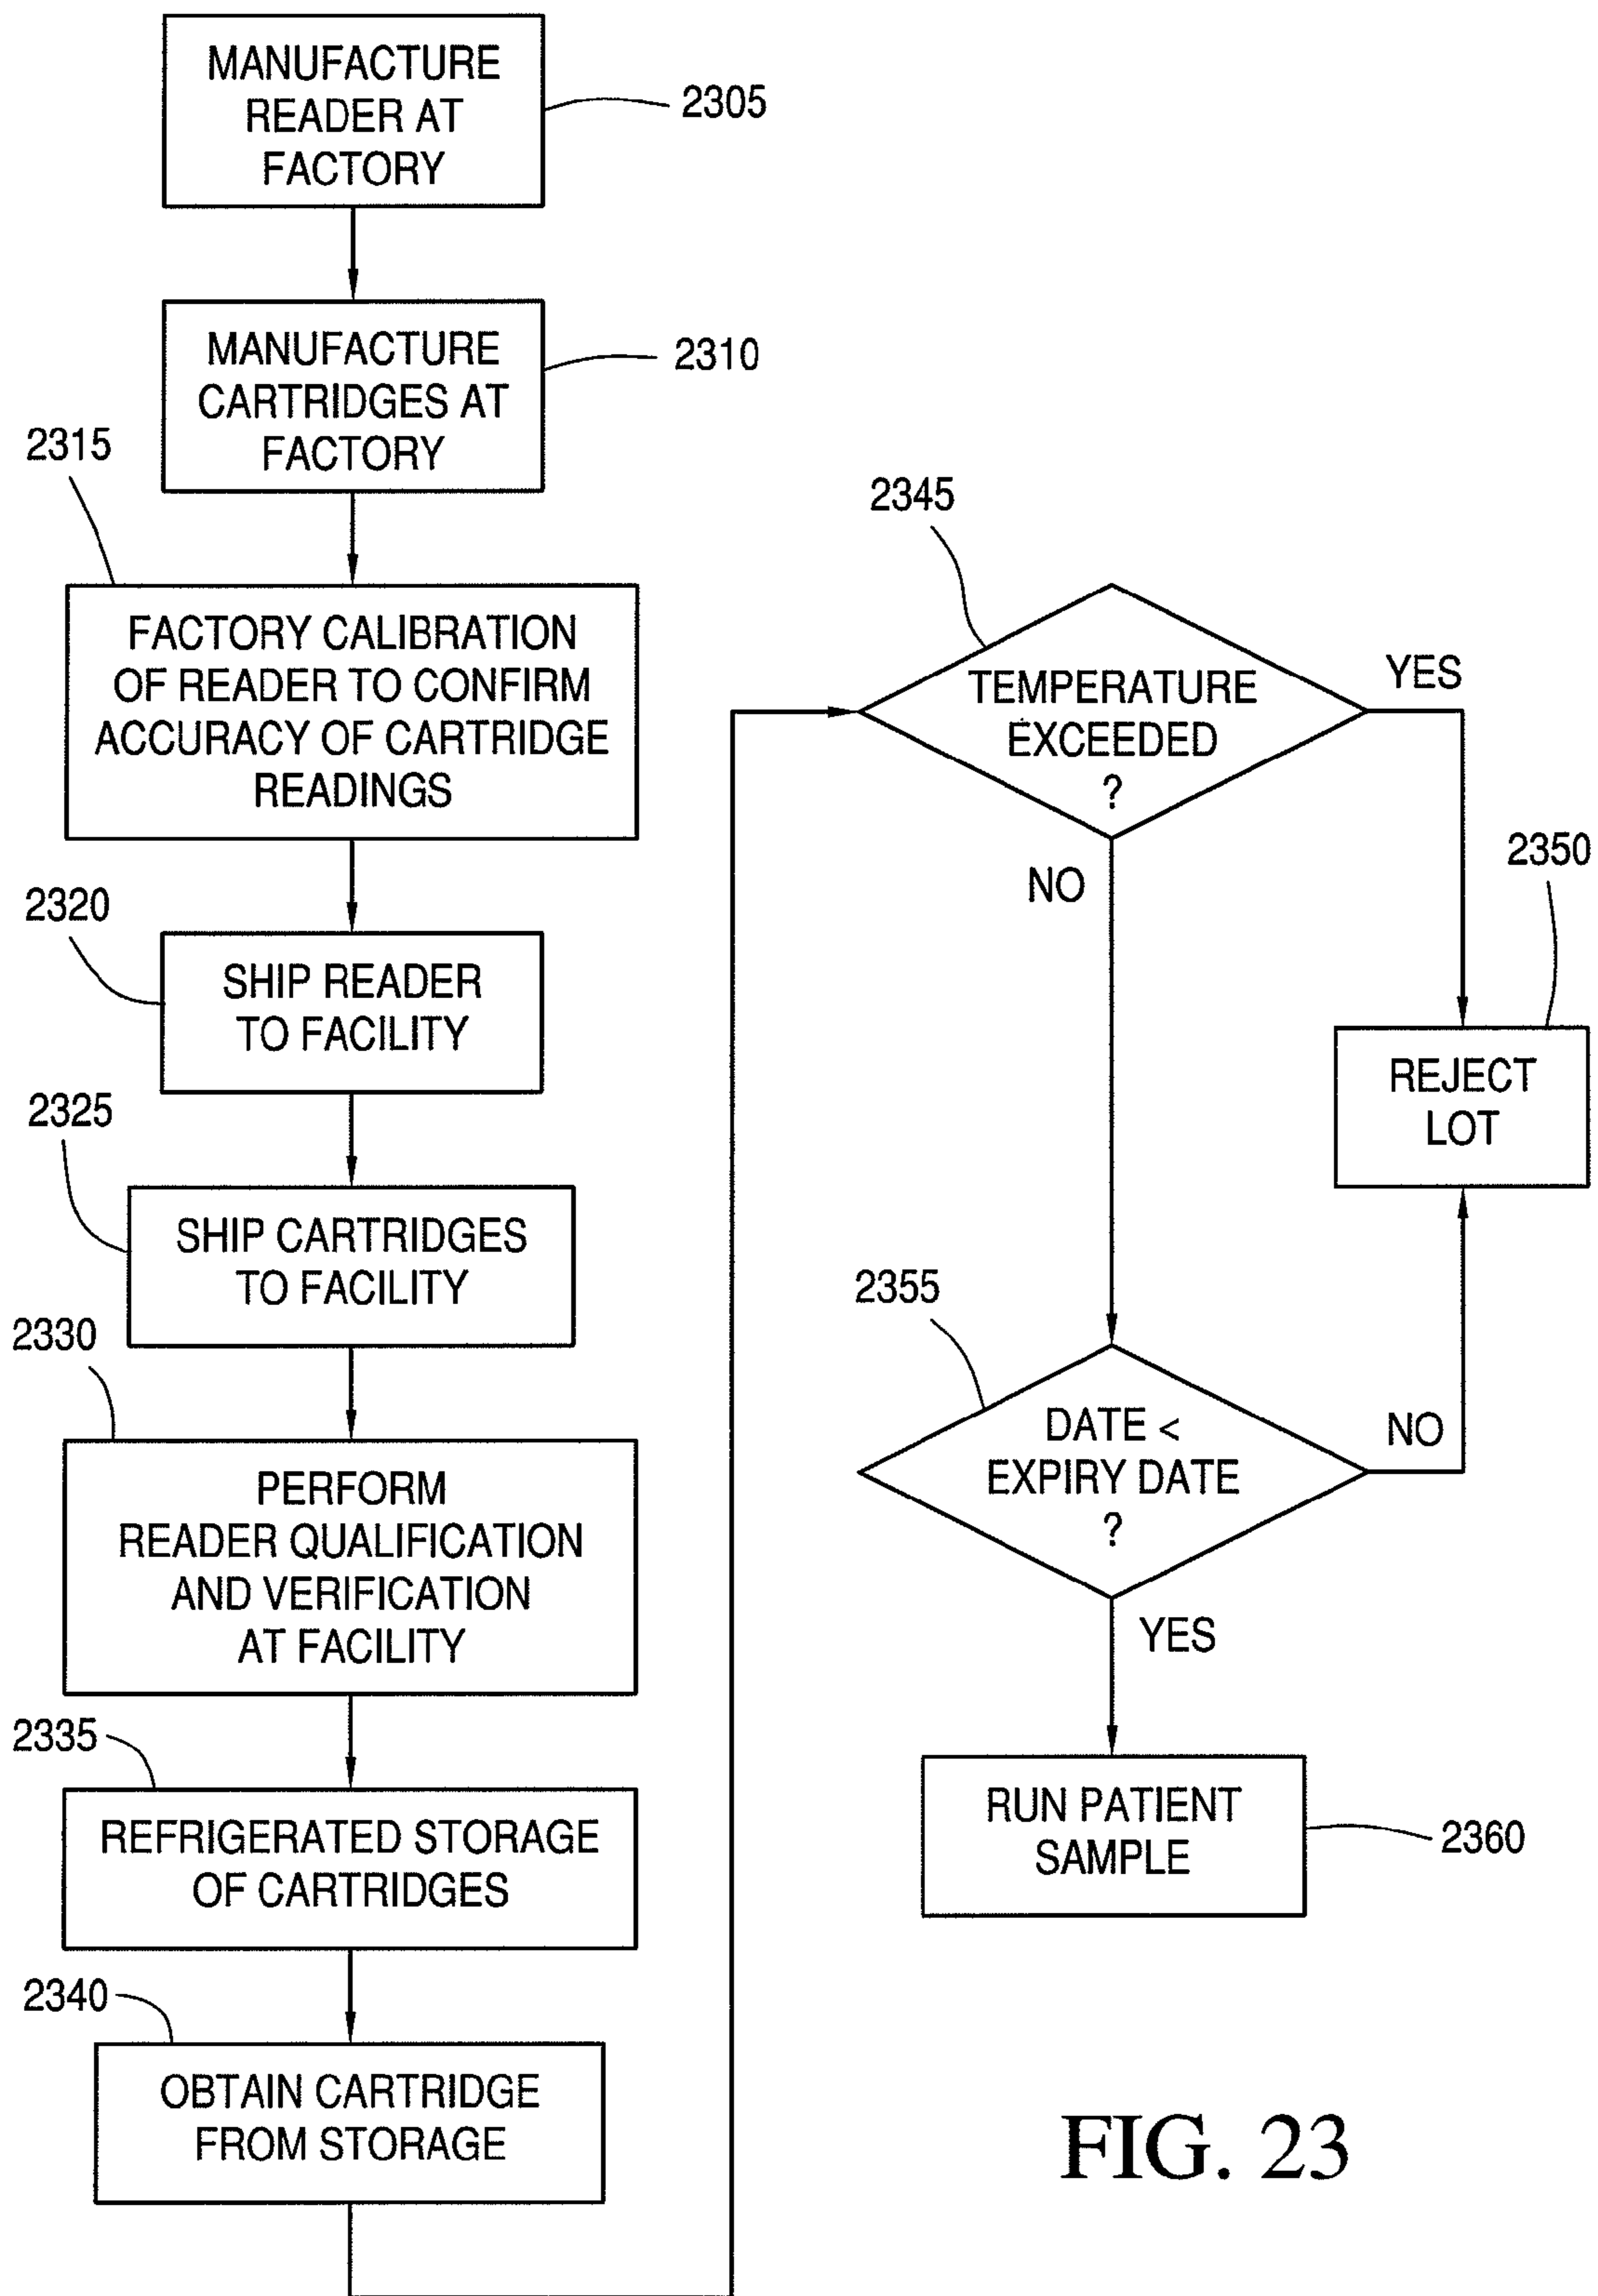 MANUFACTURE
READER AT
FACTORY
2305
MANUFACTURE
CARTRIDGES AT
FACTORY
2310
2315
FACTORY CALIBRATION
OF READER TO CONFIRM
ACCURACY OF CARTRIDGE
READINGS
2320
SHIP READER
TO FACILITY
2325
SHIP CARTRIDGES
TO FACILITY
2330
PERFORM
READER QUALIFICATION
AND VERIFICATION
AT FACILITY
2335
REFRIGERATED STORAGE
OF CARTRIDGES
2340
OBTAIN CARTRIDGE
FROM STORAGE
2345
TEMPERATURE
EXCEEDED
?
YES
NO
2350
REJECT
LOT
2355
DATE <
EXPIRY DATE
?
NO
YES
RUN PATIENT
SAMPLE
2360
FIG. 23